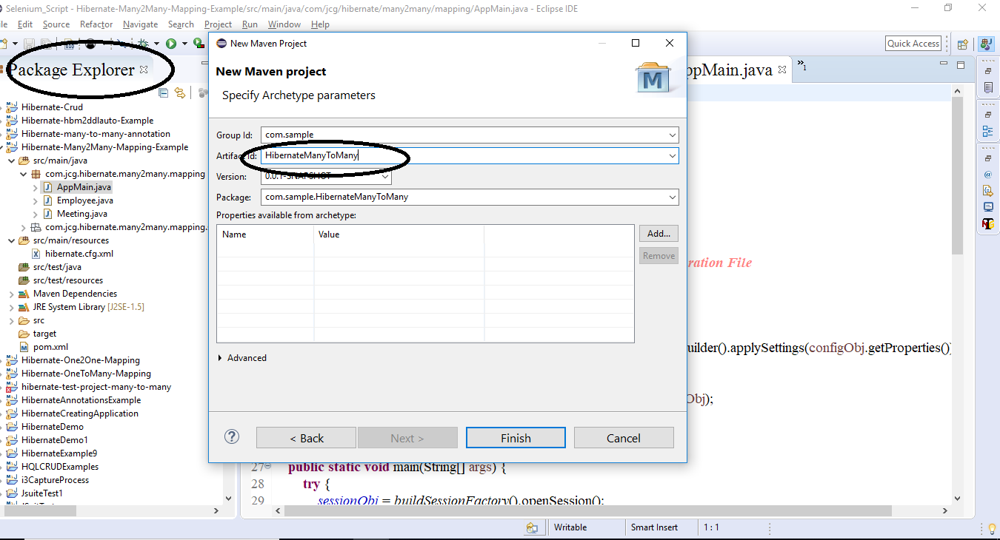 Selenium_Script - Hibernate-Many2Many-Mapping-Example/src/main/java/com/jcg/hibernate/many2many/mapping/AppMain.java - Eclipse IDE
Edit Source Refactor Navigate Search Project Run Window Help
Quick Access
Package Explorer
Hibernate-Crud
Hibernate-hbm2ddlauto-Example
Hibernate-many-to-many-annotation
Hibernate-Many2Many-Mapping-Example
src/main/java
com.jcg.hibernate.many2many.mapping
AppMain.java
Employee.java
Meeting.java
com.jcg.hibernate.many2many.mapping.
src/main/resources
hibernate.cfg.xml
src/test/java
src/test/resources
Maven Dependencies
JRE System Library [J2SE-1.5]
src
target
pom.xml
Hibernate-One2One-Mapping
Hibernate-OneToMany-Mapping
hibernate-test-project-many-to-many
HibernateAnnotationsExample
HibernateCreatingApplication
HibernateDemo
HibernateDemo1
HibernateExample9
HQLCRUDExamples
i3CaptureProcess
JsuiteTest1
New Maven Project
New Maven project
Specify Archetype parameters
M
Group Id: com.sample
Artifact Id: HibernateManyToMany
Version: 0.0.1-SNAPSHOT
Package: com.sample.HibernateManyToMany
Properties available from archetype:
Name Value
Add...
Remove
Advanced
? < Back Next > Finish Cancel
ppMain.java »1
ration File
uilder().applySettings(configObj.getProperties())
Obj);
27 public static void main(String[] args) {
28 try {
29 sessionObj = buildSessionFactory().openSession();
Writable Smart Insert 1 : 1